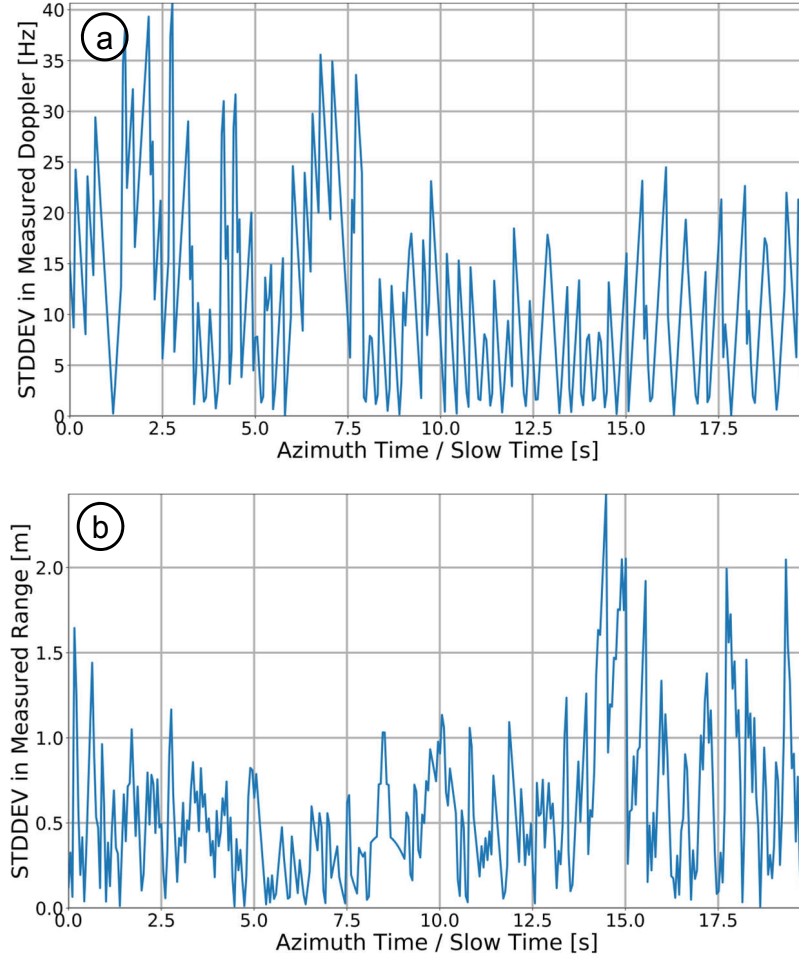 a
STDDEV in Measured Doppler [Hz]
40
35
30
25
20
15
10
5
0
0.0 2.5 5.0 7.5 10.0 12.5 15.0 17.5
Azimuth Time / Slow Time [s]
b
STDDEV in Measured Range [m]
2.0
1.5
1.0
0.5
0.0
0.0 2.5 5.0 7.5 10.0 12.5 15.0 17.5
Azimuth Time / Slow Time [s]